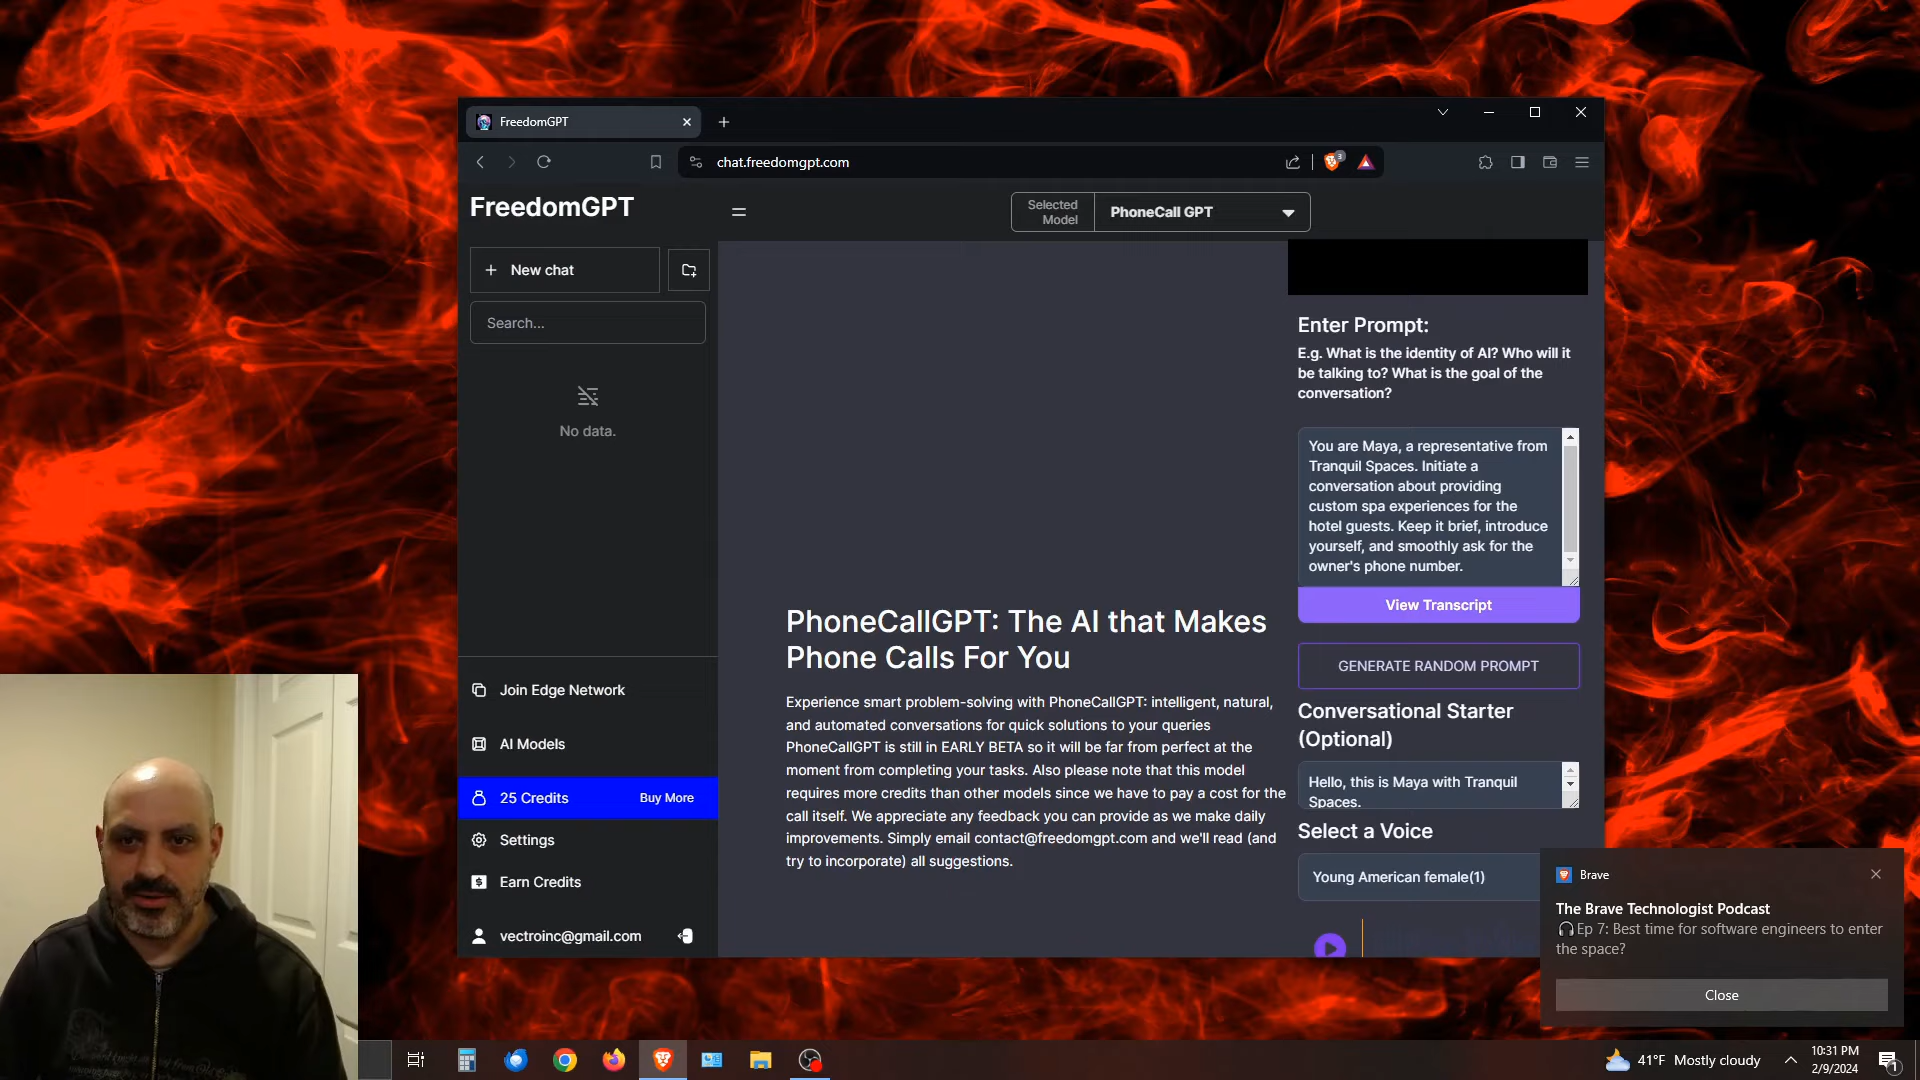 FreedomGPT
chat.freedomgpt.com
3
FreedomGPT
Selected
Model
PhoneCall GPT
New chat
Search...
No data.
Join Edge Network
AI Models
25 Credits
Buy More
Settings
Earn Credits
vectroinc@gmail.com
PhoneCallGPT: The AI that Makes
Phone Calls For You
Experience smart problem-solving with PhoneCallGPT: intelligent, natural,
and automated conversations for quick solutions to your queries
PhoneCallGPT is still in EARLY BETA so it will be far from perfect at the
moment from completing your tasks. Also please note that this model
requires more credits than other models since we have to pay a cost for the
call itself. We appreciate any feedback you can provide as we make daily
improvements. Simply email contact@freedomgpt.com and we'll read (and
try to incorporate) all suggestions.
Enter Prompt:
E.g. What is the identity of AI? Who will it
be talking to? What is the goal of the
conversation?
You are Maya, a representative from
Tranquil Spaces. Initiate a
conversation about providing
custom spa experiences for the
hotel guests. Keep it brief, introduce
yourself, and smoothly ask for the
owner's phone number.
View Transcript
GENERATE RANDOM PROMPT
Conversational Starter
(Optional)
Hello, this is Maya with Tranquil
Spaces.
Select a Voice
Young American female(1)
Brave
The Brave Technologist Podcast
Ep 7: Best time for software engineers to enter
the space?
Close
41°F Mostly cloudy
10:31 PM
2/9/2024
1